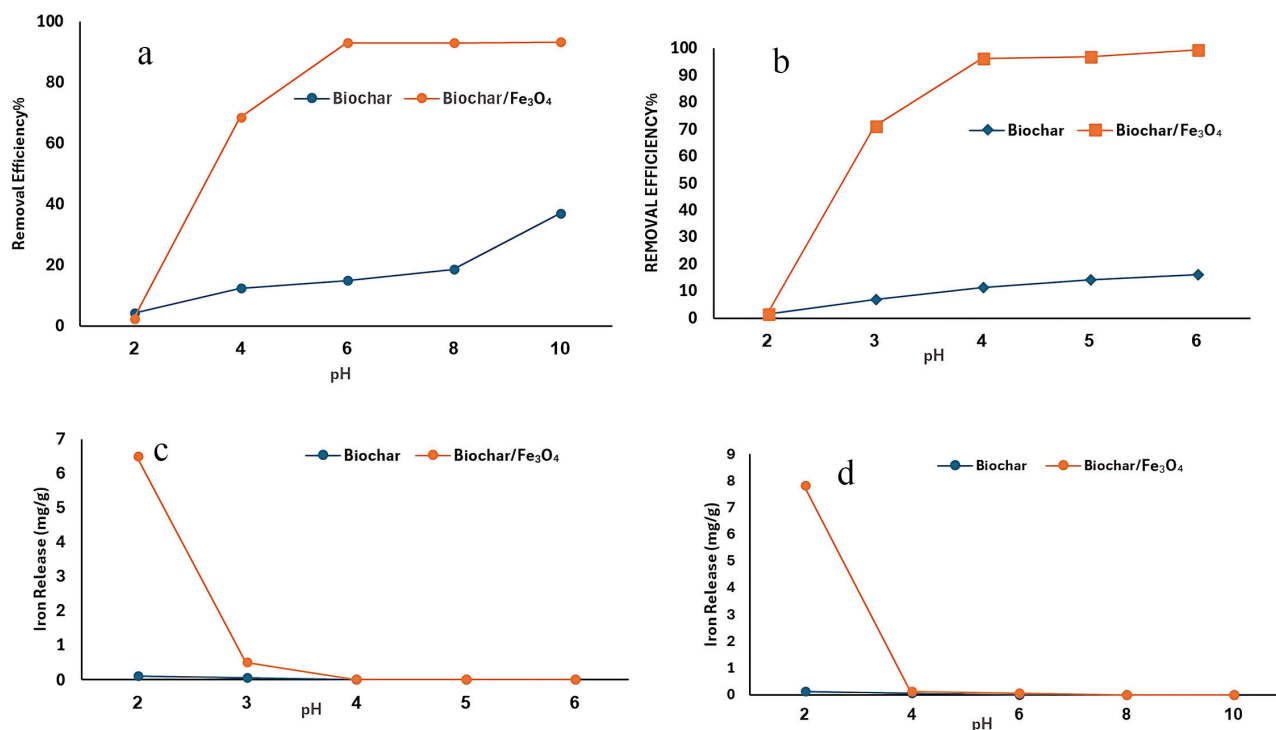 a
Removal Efficiency%
100
80
60
40
20
0
Biochar Biochar/Fe₃O₄
2 4 6 8 10
pH
b
REMOVAL EFFICIENCY%
100
90
80
70
60
50
40
30
20
10
0
Biochar Biochar/Fe₃O₄
2 3 4 5 6
pH
c
Iron Release (mg/g)
7
6
5
4
3
2
1
0
Biochar Biochar/Fe₃O₄
2 3 4 5 6
pH
d
Iron Release (mg/g)
9
8
7
6
5
4
3
2
1
0
Biochar Biochar/Fe₃O₄
2 4 6 8 10
pH